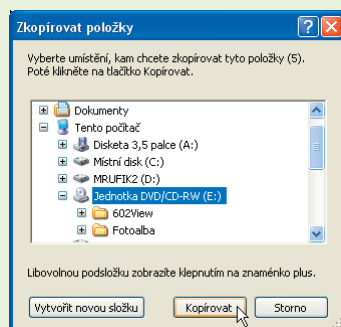 Zkopírovat položky
Vyberte umístění, kam chcete zkopírovat tyto položky (5).
Poté klikněte na tlačítko Kopírovat.
Dokumenty
Tento počítač
Disketa 3,5 palce (A:)
Místní disk (C:)
MRUFIK2 (D:)
Jednotka DVD/CD-RW (E:)
602View
Fotoalba
Libovolnou podsložku zobrazíte klepnutím na znaménko plus.
Vytvořit novou složku Kopírovat Storno